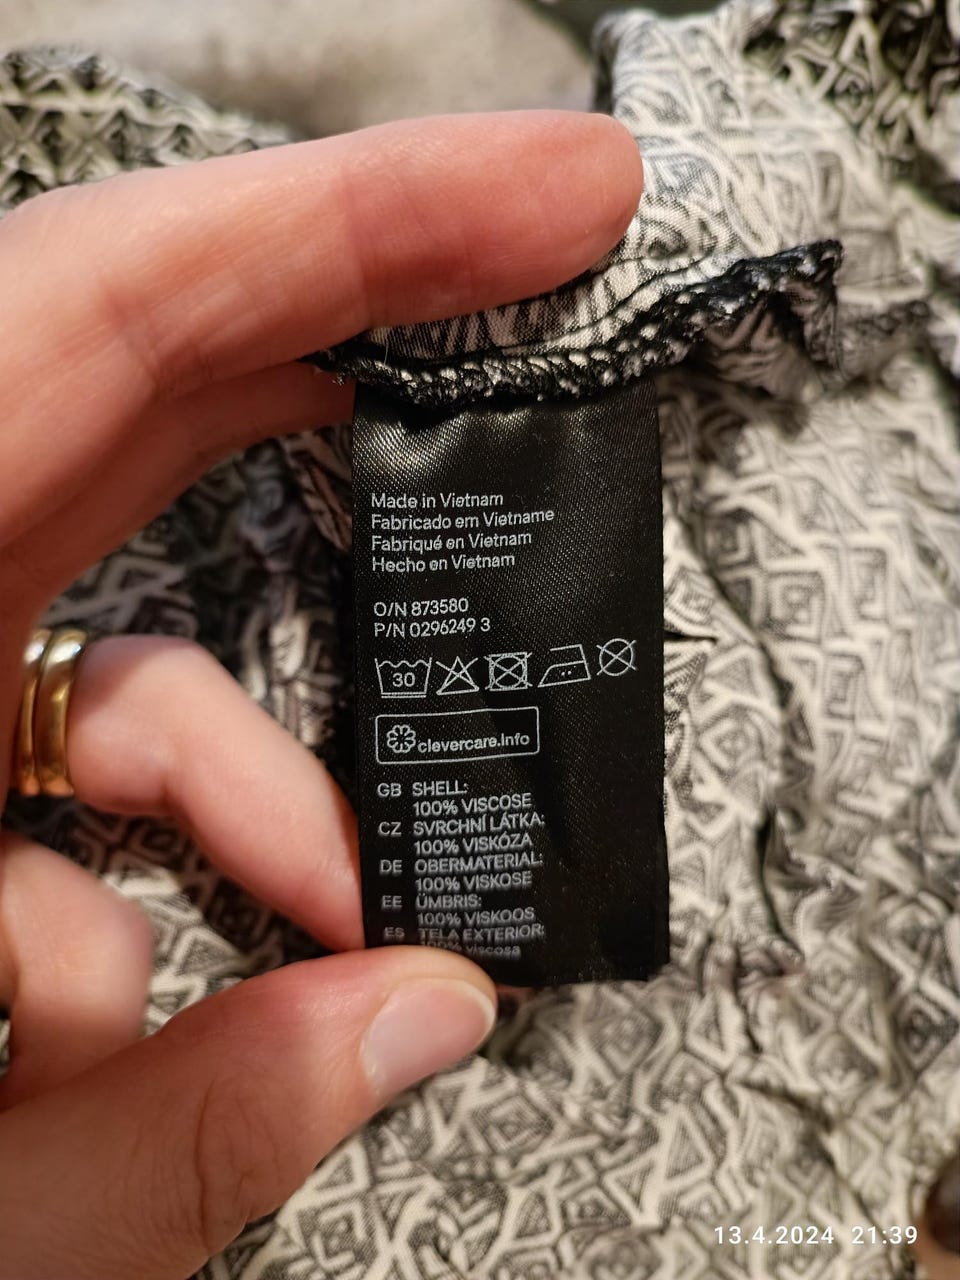 Made in Vietnam
Fabricado em Vietname
Fabriqué en Vietnam
Hecho en Vietnam
O/N 873580
P/N 0296249 3
30
clevercare.info
GB SHELL:
100% VISCOSE
CZ SVRCHNÍ LÁTKA:
100% VISKÓZA
DE OBERMATERIAL:
100% VISKOSE
EE ÜMBRIS:
100% VISKOOS
ES TELA EXTERIOR:
100% viscosa
13.4.2024 21:39